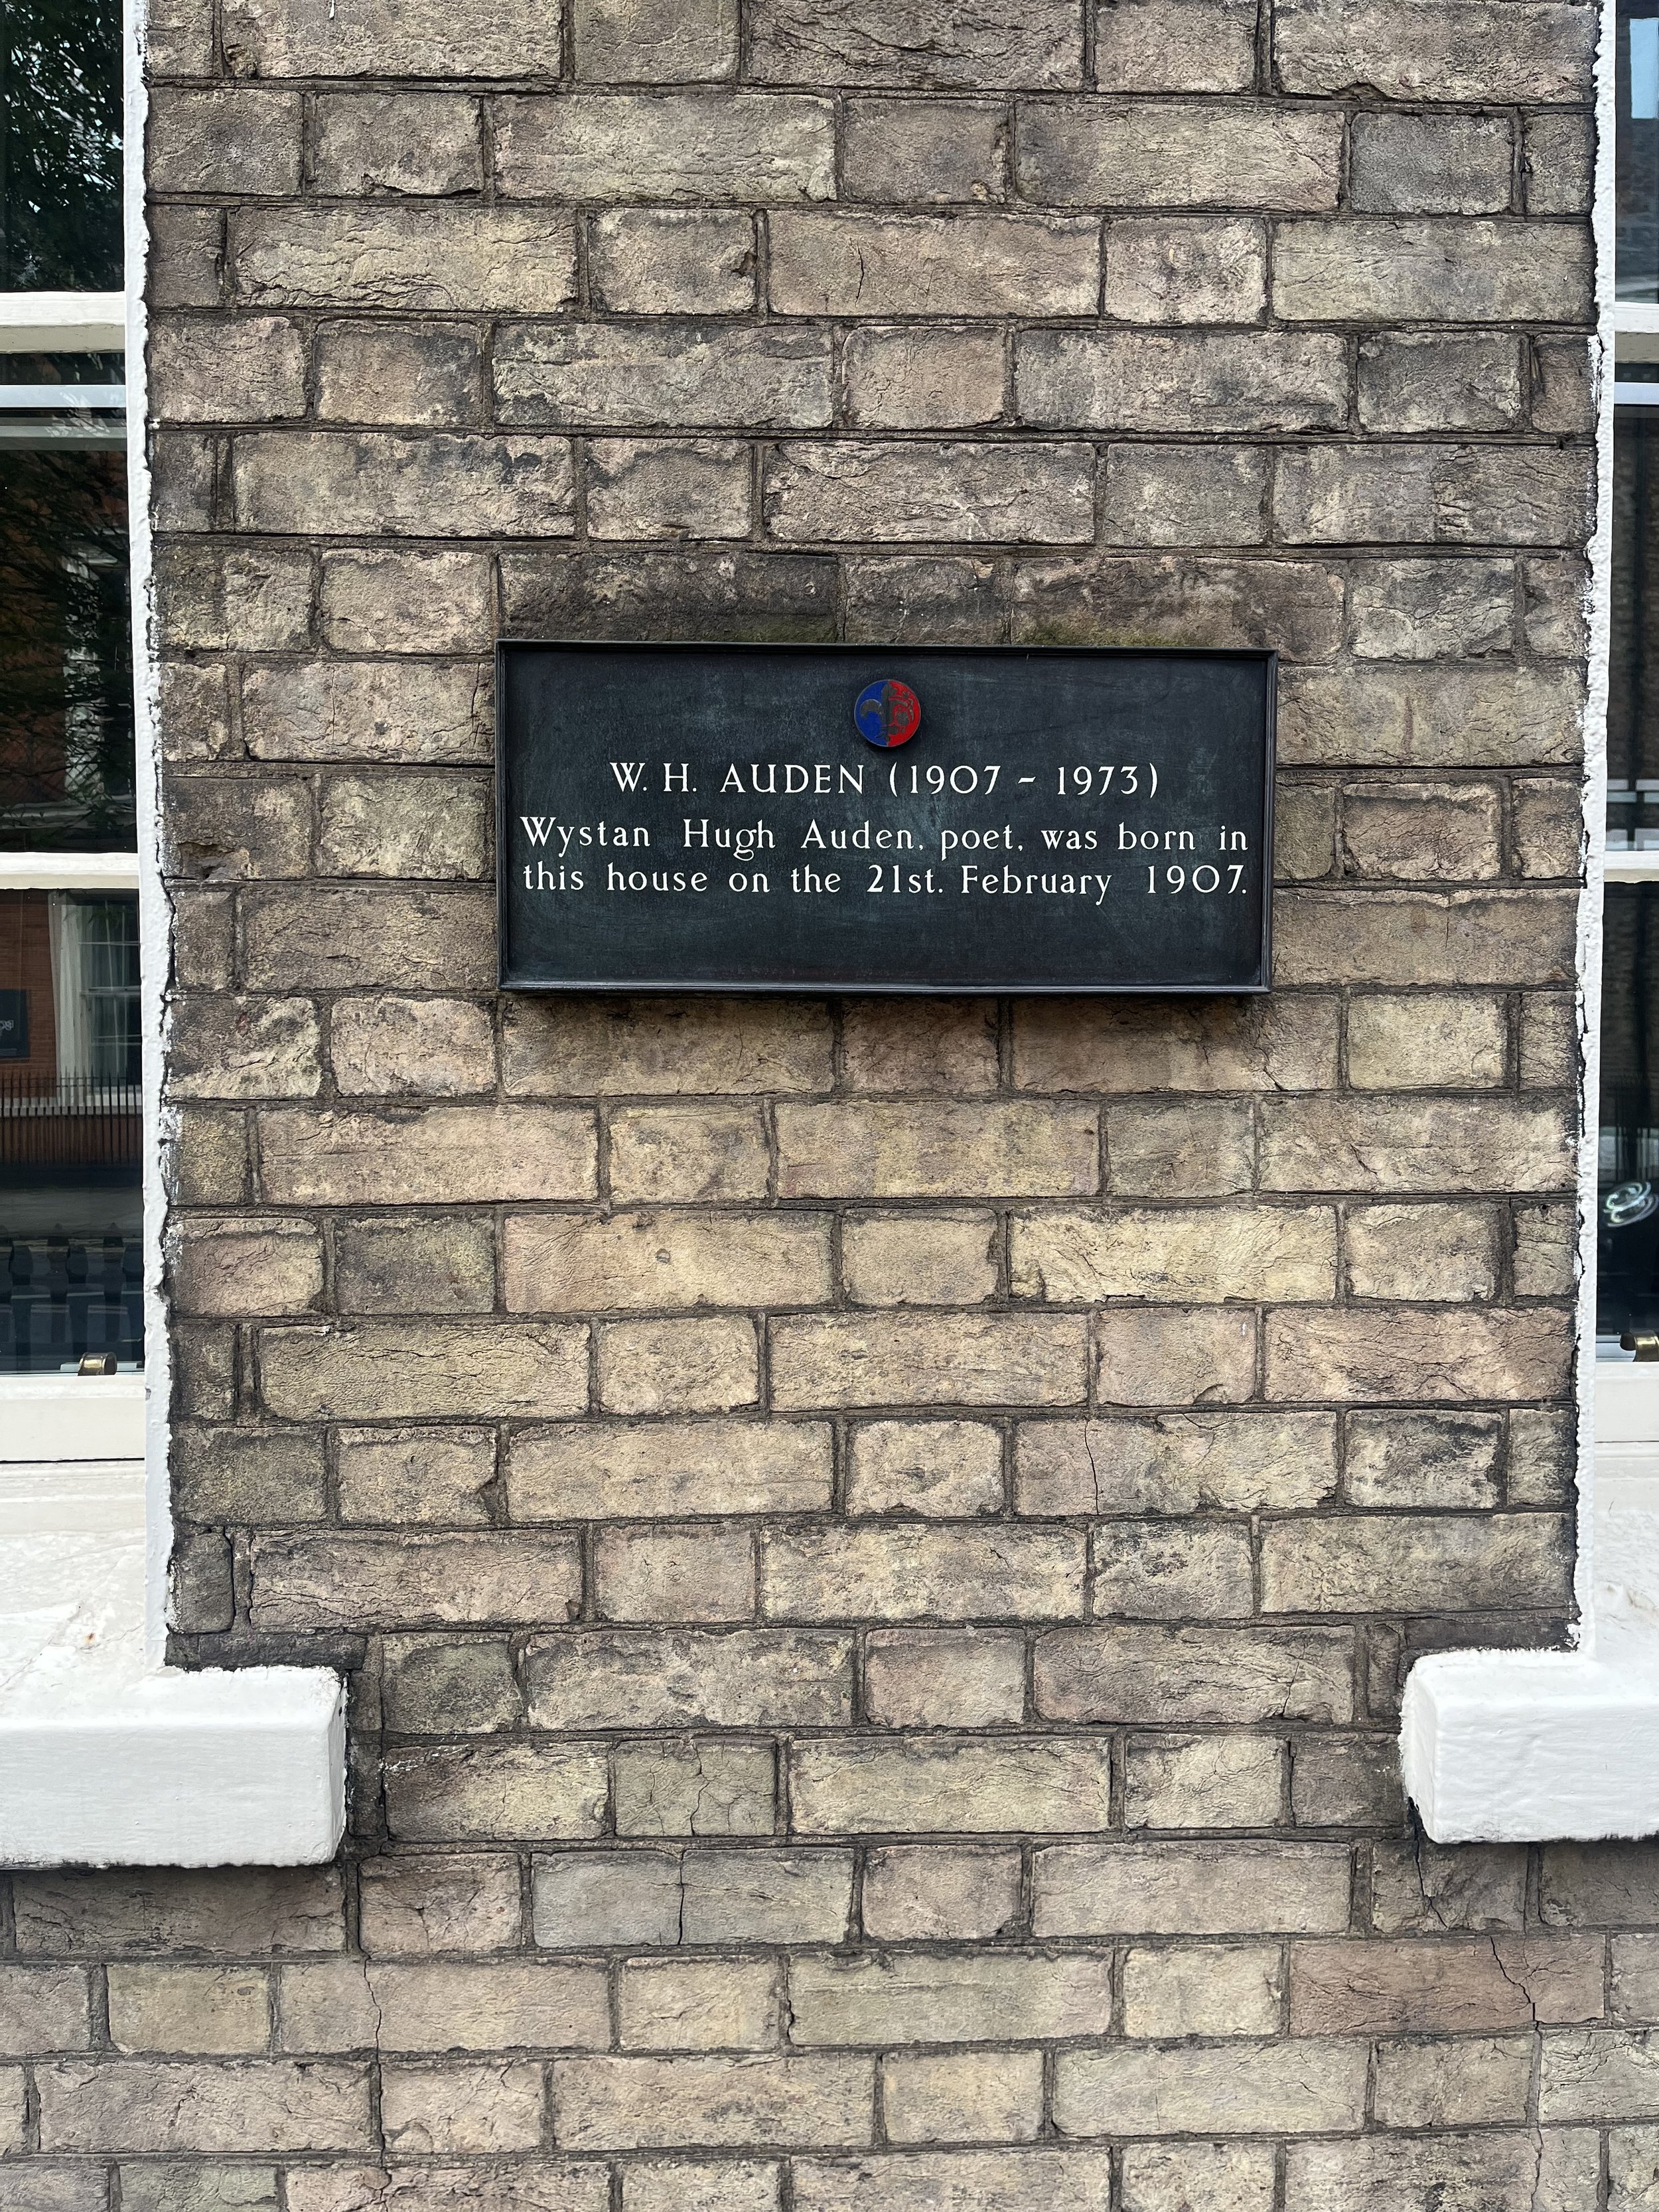 W. H. AUDEN (1907 - 1973)
Wystan Hugh Auden, poet, was born in
this house on the 21st. February 1907.